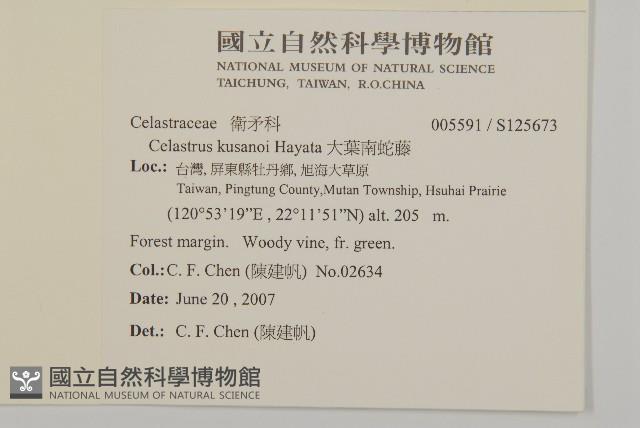 國立自然科學博物館
NATIONAL MUSEUM OF NATURAL SCIENCE
TAICHUNG, TAIWAN, R.O.CHINA
Celastraceae 衛矛科 005591 / S125673
Celastrus kusanoi Hayata 大葉南蛇藤
Loc.: 台灣, 屏東縣牡丹鄉, 旭海大草原
Taiwan, Pingtung County,Mutan Township, Hsuhai Prairie
(120°53’19”E , 22°11’51”N) alt. 205 m.
Forest margin. Woody vine, fr. green.
Col.: C. F. Chen (陳建帆) No.02634
Date: June 20 , 2007
Det.: C. F. Chen (陳建帆)
國立自然科學博物館
NATIONAL MUSEUM OF NATURAL SCIENCE